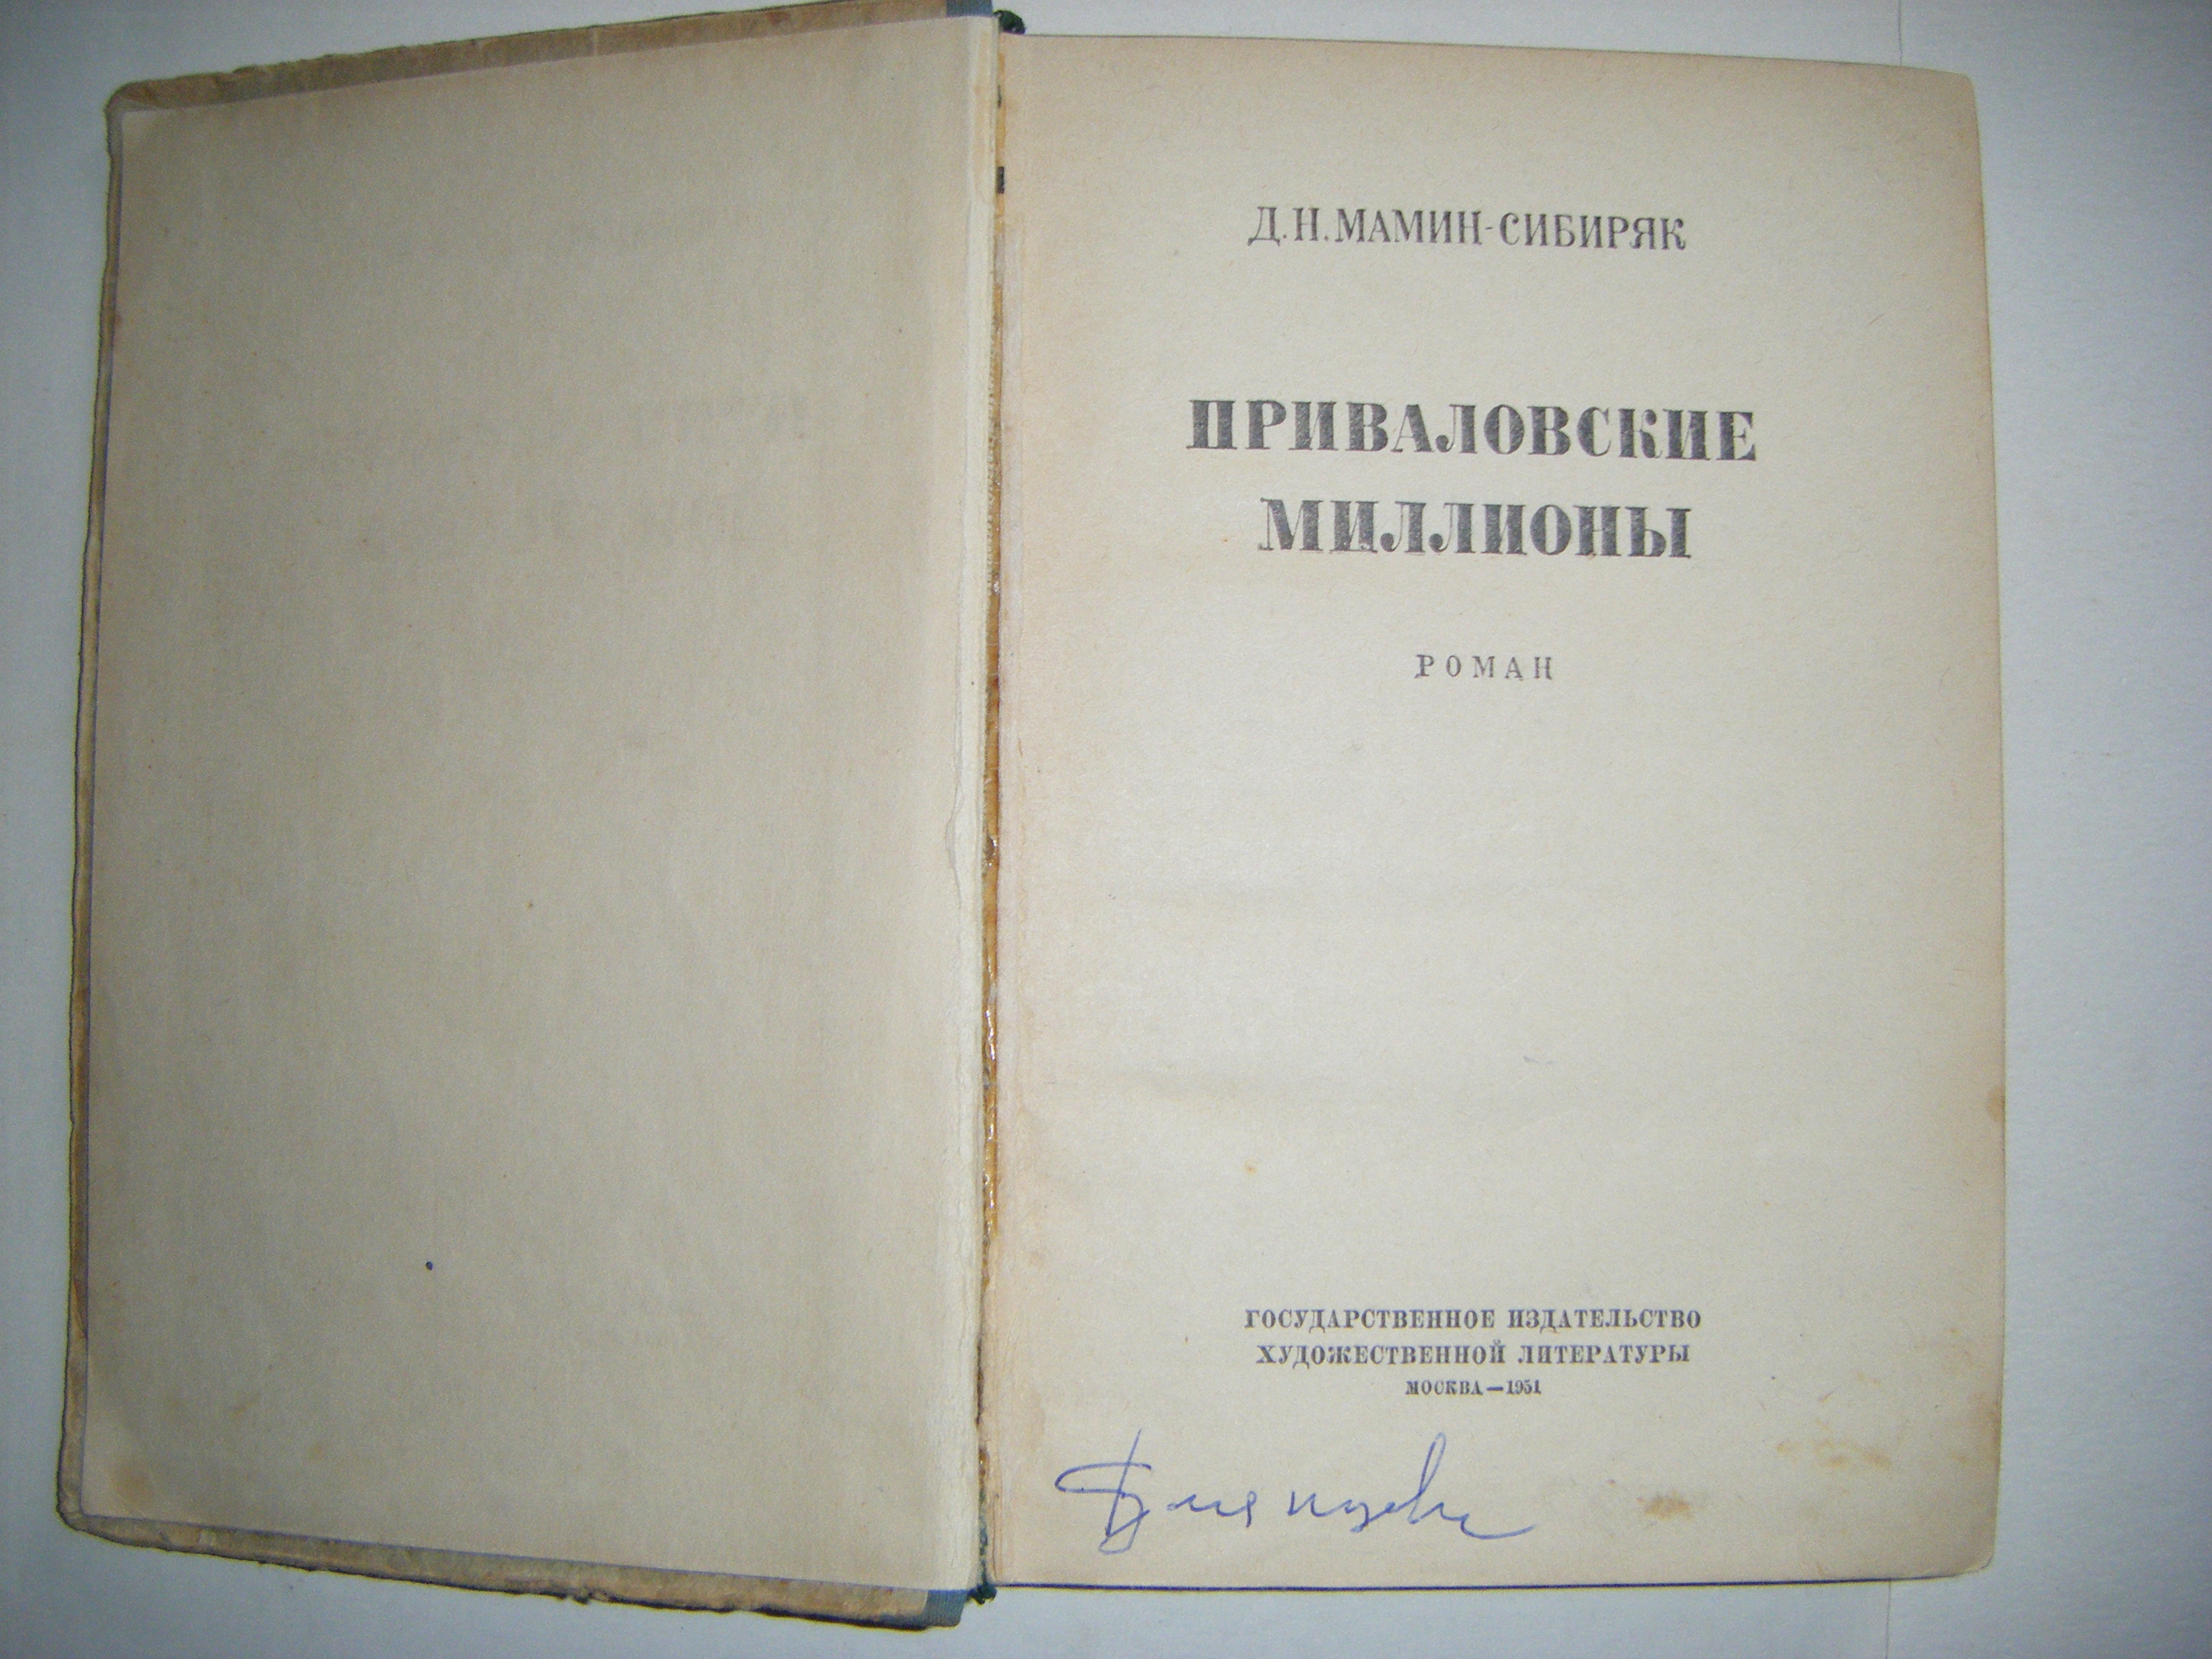 Д. Н. МАМИН-СИБИРЯК
ПРИВАЛОВСКИЕ
МИЛЛИОНЫ
РОМАН
ГОСУДАРСТВЕННОЕ ИЗДАТЕЛЬСТВО
ХУДОЖЕСТВЕННОЙ ЛИТЕРАТУРЫ
МОСКВА — 1951